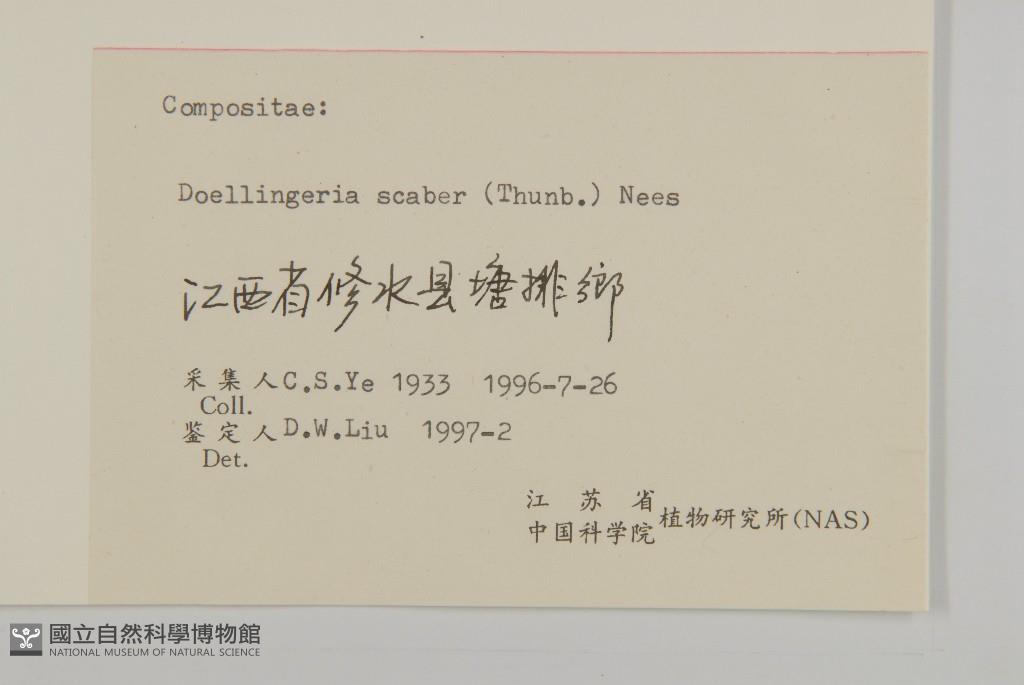 Compositae:
Doellingeria scaber (Thunb.) Nees
江西省修水县塘排鄉
采集人C.S.Ye 1933 1996-7-26
Coll.
鉴定人D.W.Liu 1997-2
Det.
江苏省
中国科学院植物研究所(NAS)
國立自然科學博物館
NATIONAL MUSEUM OF NATURAL SCIENCE